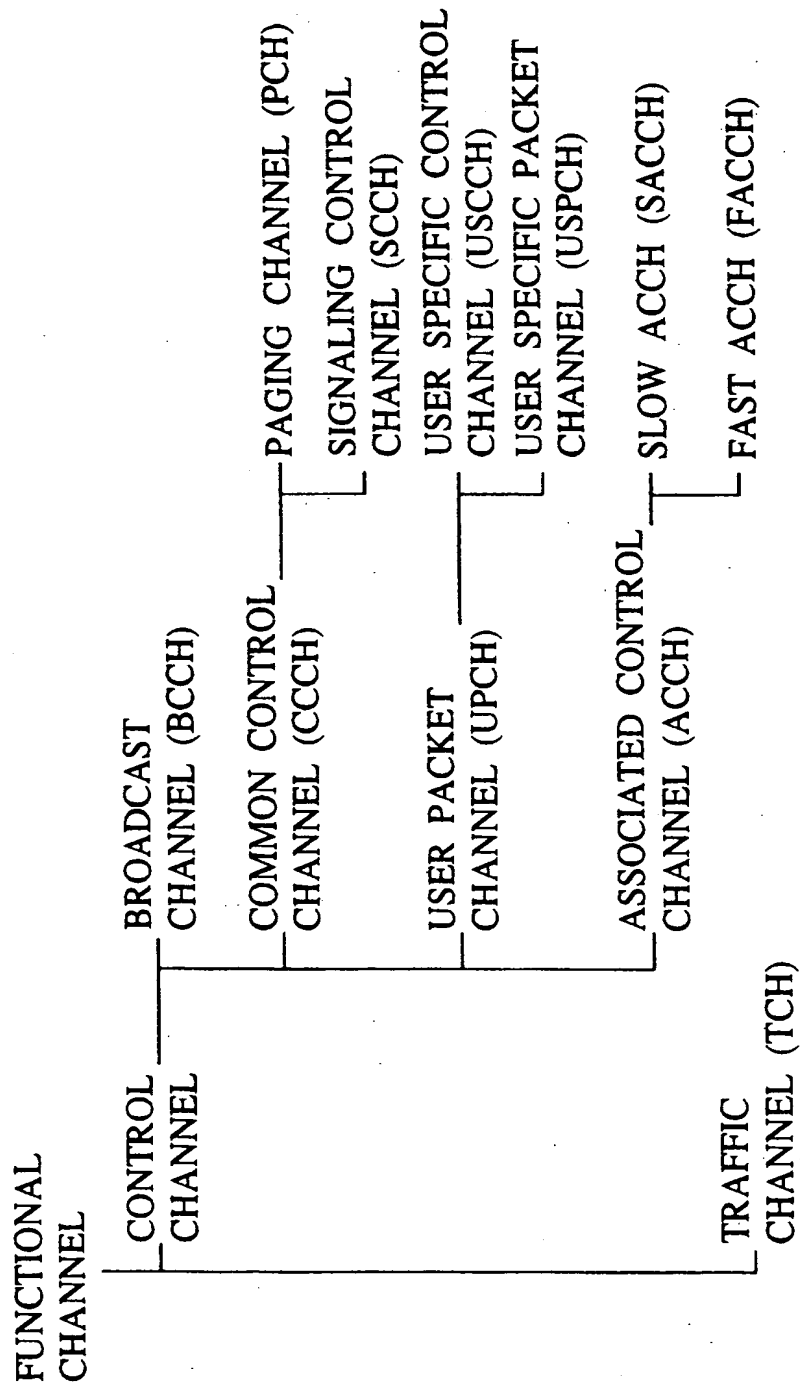 FUNCTIONAL
CHANNEL
CONTROL
CHANNEL
BROADCAST
CHANNEL (BCCH)
COMMON CONTROL
CHANNEL (CCCH)
PAGING CHANNEL (PCH)
SIGNALING CONTROL
CHANNEL (SCCH)
USER PACKET
CHANNEL (UPCH)
USER SPECIFIC CONTROL
CHANNEL (USCCH)
USER SPECIFIC PACKET
CHANNEL (USPCH)
ASSOCIATED CONTROL
CHANNEL (ACCH)
SLOW ACCH (SACCH)
FAST ACCH (FACCH)
TRAFFIC
CHANNEL (TCH)